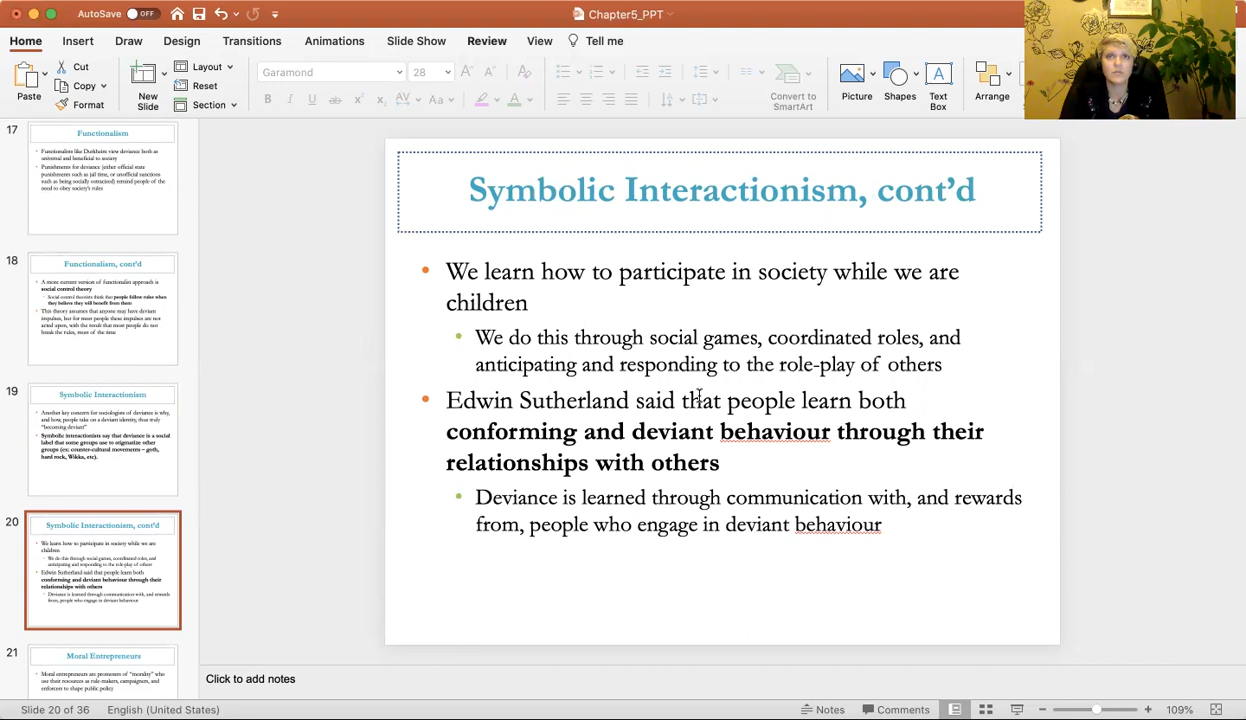 AutoSave OFF
Chapter5_PPT
Home Insert Draw Design Transitions Animations Slide Show Review View Tell me
Paste
Cut
Copy
Format
New
Slide
Layout
Reset
Section
Garamond 28
Convert to
SmartArt
Picture
Shapes
Text
Box
Arrange
17
Functionalism
Functionalists like Durkheim view deviance both as
universal and beneficial to society
Punishments for deviance (either official state
punishments such as jail time, or unofficial sanctions
such as being socially ostracized) remind people of the
need to obey society's rules
18
Functionalism, cont'd
A more current version of functionalist approach is
social control theory
Social control theorists think that people follow rules when
they believe they will benefit from them
This theory assumes that anyone may have deviant
impulses, but for most people these impulses are not
acted upon, with the result that most people do not
break the rules, most of the time
19
Symbolic Interactionism
Another key concern for sociologists of deviance is why,
and how, people take on a deviant identity, thus truly
"becoming deviant"
Symbolic interactionists say that deviance is a social
label that some groups use to stigmatize other
groups (ex: counter-cultural movements – goth,
hard rock, Wikka, etc).
20
Symbolic Interactionism, cont'd
We learn how to participate in society while we are
children
We do this through social games, coordinated roles, and
anticipating and responding to the role-play of others
Edwin Sutherland said that people learn both
conforming and deviant behaviour through their
relationships with others
Deviance is learned through communication with, and rewards
from, people who engage in deviant behaviour
21
Moral Entrepreneurs
Moral entrepreneurs are promoters of "morality" who
use their resources as rule-makers, campaigners, and
enforcers to shape public policy
Symbolic Interactionism, cont'd
We learn how to participate in society while we are
children
We do this through social games, coordinated roles, and
anticipating and responding to the role-play of others
Edwin Sutherland said that people learn both
conforming and deviant behaviour through their
relationships with others
Deviance is learned through communication with, and rewards
from, people who engage in deviant behaviour
Click to add notes
Slide 20 of 36 English (United States) Notes Comments 109%